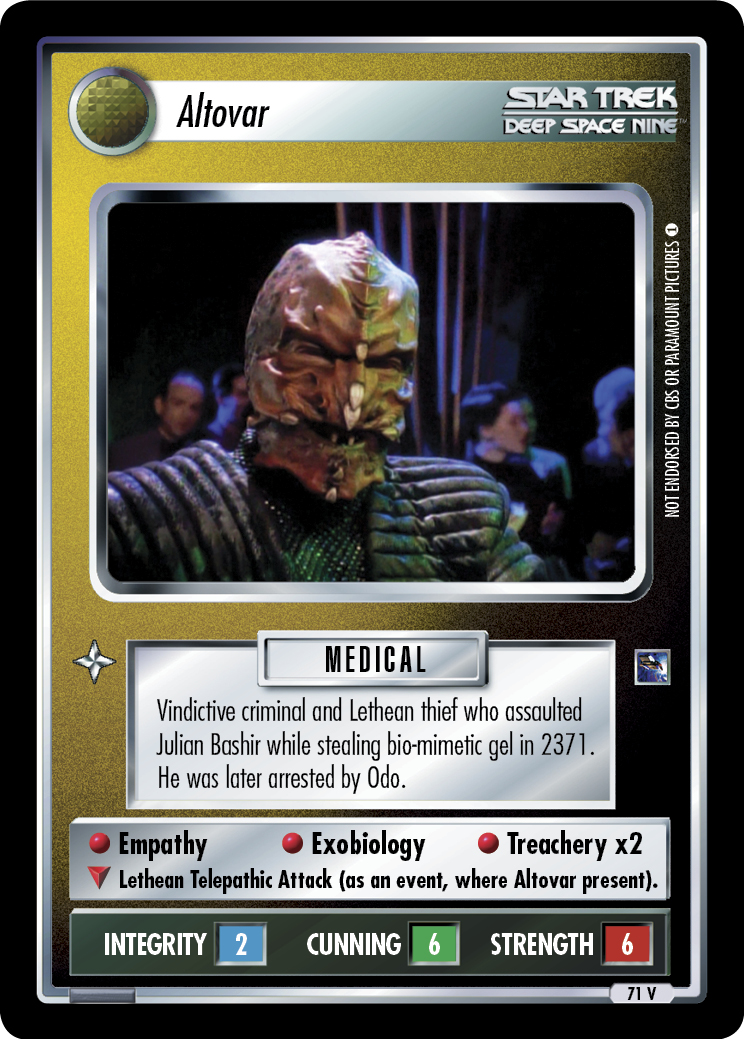 Altovar
STAR TREK
DEEP SPACE NINE™
NOT ENDORSED BY CBS OR PARAMOUNT PICTURES 1
MEDICAL
Vindictive criminal and Lethean thief who assaulted
Julian Bashir while stealing bio-mimetic gel in 2371.
He was later arrested by Odo.
Empathy Exobiology Treachery x2
Lethean Telepathic Attack (as an event, where Altovar present).
INTEGRITY 2 CUNNING 6 STRENGTH 6
71 V